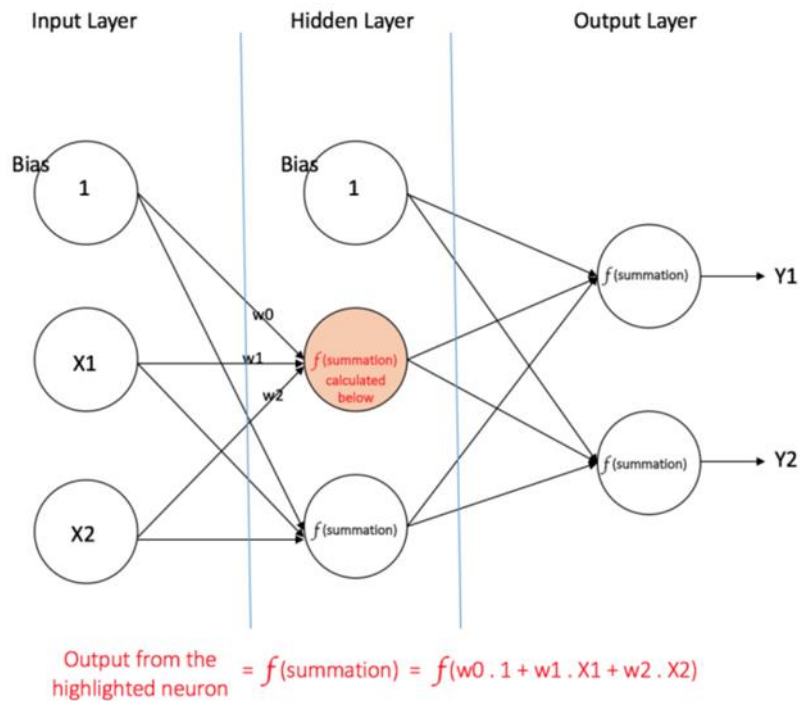 Input Layer
Hidden Layer
Output Layer
Bias
1
Bias
1
X1
X2
w0
w1
w2
f(summation)
calculated
below
f(summation)
f(summation)
Y1
f(summation)
Y2
Output from the
highlighted neuron
= f(summation) = f(w0 . 1 + w1 . X1 + w2 . X2)